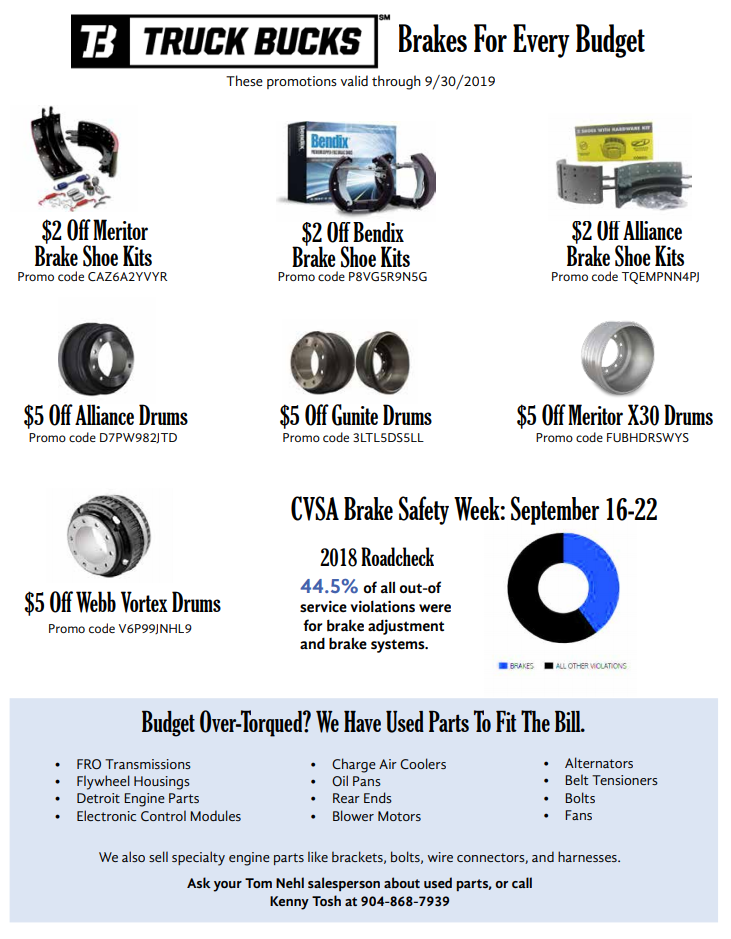 TB TRUCK BUCKS SM Brakes For Every Budget
These promotions valid through 9/30/2019
Bendix
Bendix
2 SHOES WITH HARDWARE KIT
$2 Off Meritor
Brake Shoe Kits
Promo code CAZ6A2YVYR
$2 Off Bendix
Brake Shoe Kits
Promo code P8VG5R9N5G
$2 Off Alliance
Brake Shoe Kits
Promo code TQEMPNN4PJ
$5 Off Alliance Drums
Promo code D7PW982JTD
$5 Off Gunite Drums
Promo code 3LTL5DS5LL
$5 Off Meritor X30 Drums
Promo code FUBHDRSWYS
$5 Off Webb Vortex Drums
Promo code V6P99JNHL9
CVSA Brake Safety Week: September 16-22
2018 Roadcheck
44.5% of all out-of
service violations were
for brake adjustment
and brake systems.
BRAKES
ALL OTHER VIOLATIONS
Budget Over-Torqued? We Have Used Parts To Fit The Bill.
• FRO Transmissions
• Flywheel Housings
• Detroit Engine Parts
• Electronic Control Modules
• Charge Air Coolers
• Oil Pans
• Rear Ends
• Blower Motors
• Alternators
• Belt Tensioners
• Bolts
• Fans
We also sell specialty engine parts like brackets, bolts, wire connectors, and harnesses.
Ask your Tom Nehl salesperson about used parts, or call
Kenny Tosh at 904-868-7939